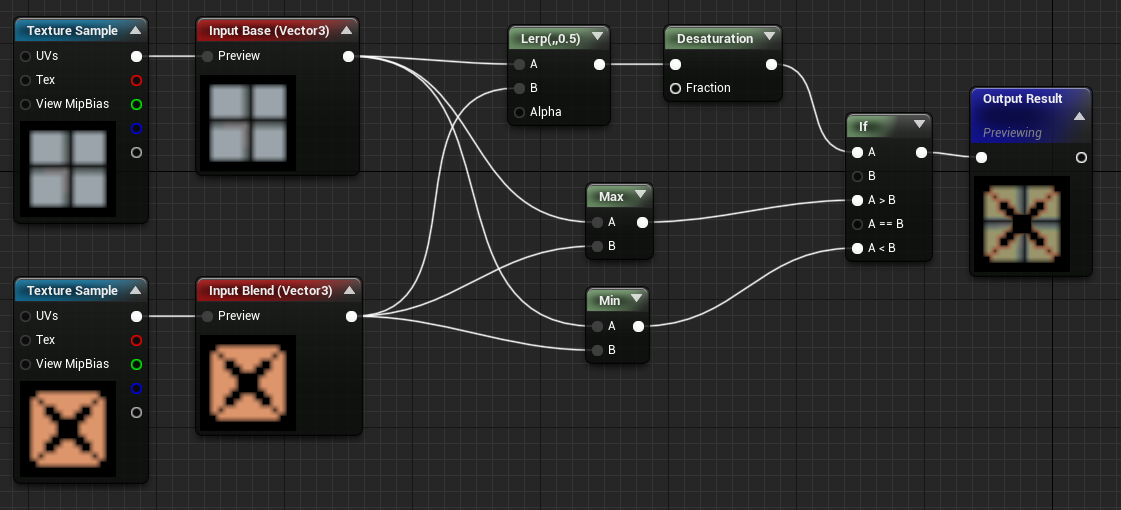 Texture Sample
UVs
Tex
View MipBias
Input Base (Vector3)
Preview
Lerp(,,0.5)
A
B
Alpha
Desaturation
Fraction
If
A
B
A > B
A == B
A < B
Output Result
Previewing
Max
A
B
Min
A
B
Texture Sample
UVs
Tex
View MipBias
Input Blend (Vector3)
Preview